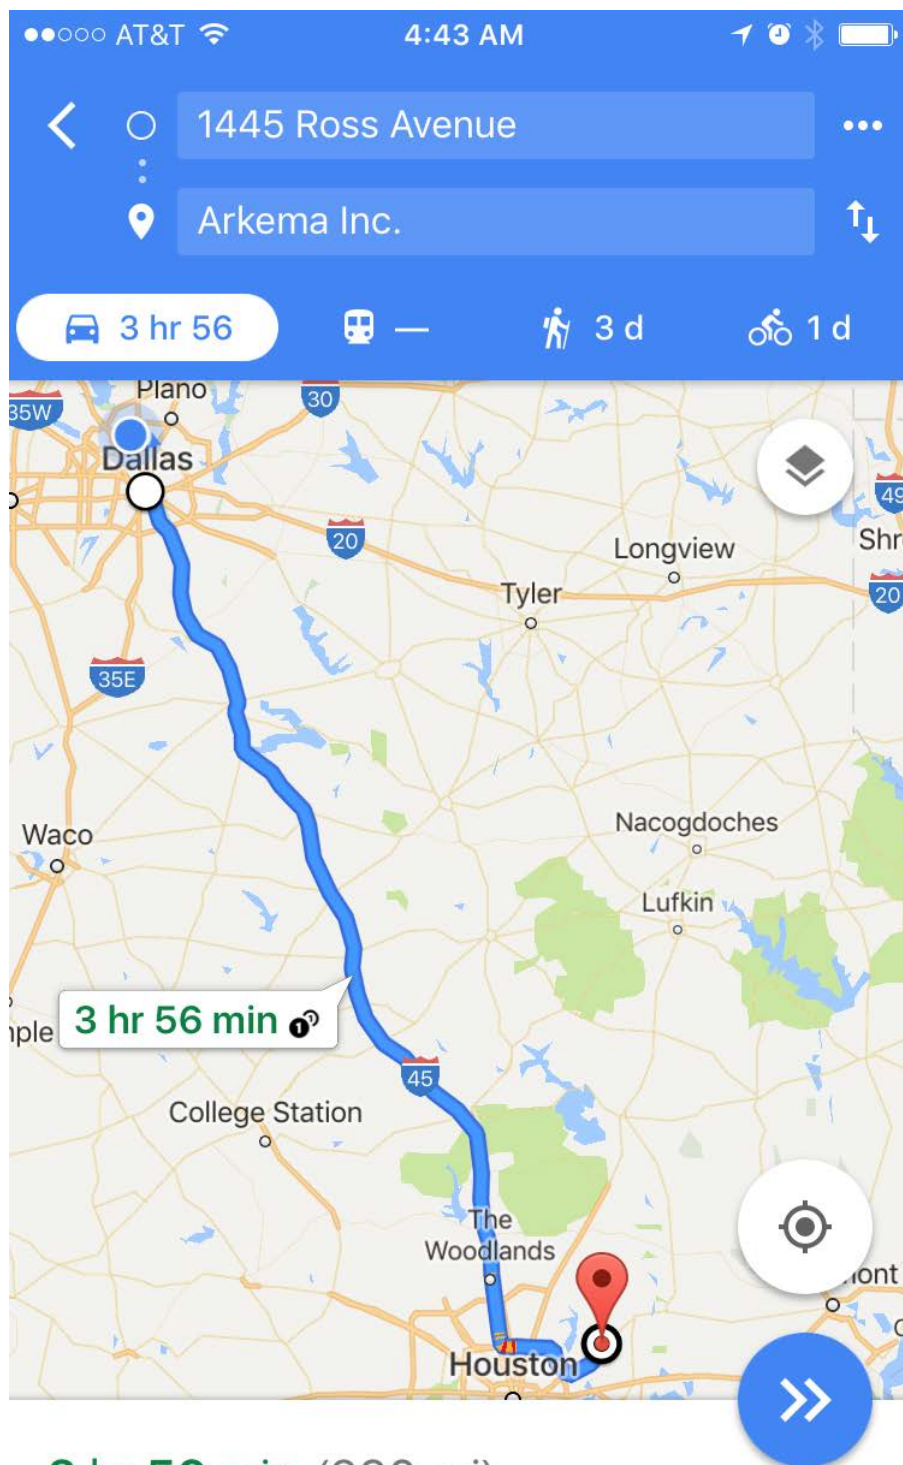 AT&T 4:43 AM
1445 Ross Avenue
Arkema Inc.
3 hr 56 — 3 d 1 d
Plano
35W
30
Dallas
49
20
Longview
Shr
Tyler
20
35E
Nacogdoches
Waco
Lufkin
3 hr 56 min
ple
45
College Station
The
Woodlands
ont
Houston